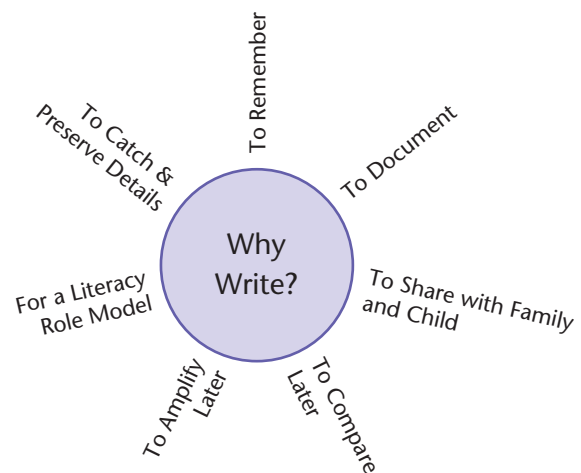 Why
Write?
To Remember
To Document
To Share with Family
and Child
To Compare
Later
To Amplify
Later
For a Literacy
Role Model
To Catch &
Preserve Details